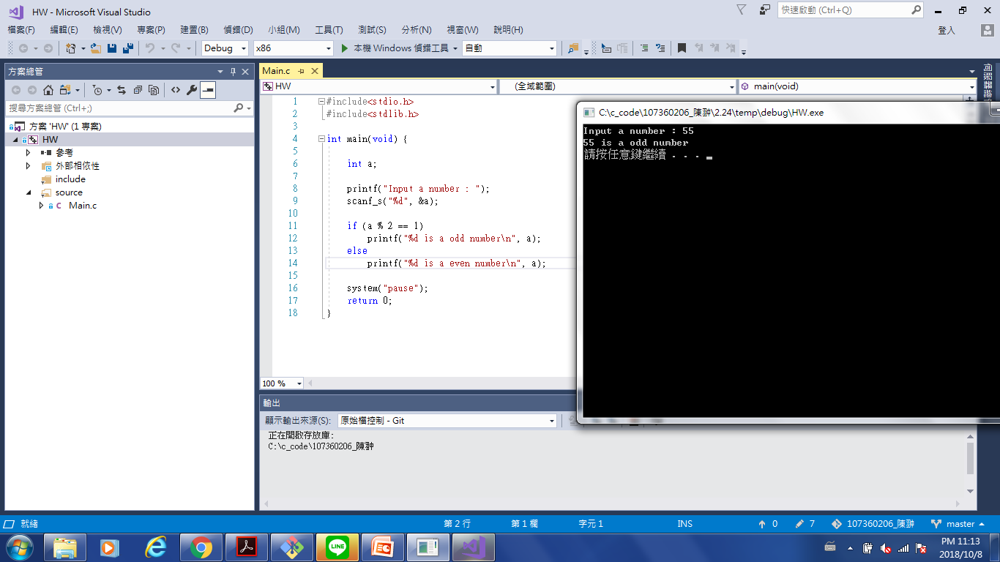 HW - Microsoft Visual Studio
快速啟動 (Ctrl+Q)
檔案(F) 編輯(E) 檢視(V) 專案(P) 建置(B) 偵錯(D) 小組(M) 工具(T) 測試(S) 分析(N) 視窗(W) 說明(H)
登入
Debug x86 本機 Windows 偵錯工具 自動
方案總管
搜尋方案總管 (Ctrl+;)
方案 'HW' (1 專案)
HW
參考
外部相依性
include
source
Main.c
Main.c
HW (全域範圍) main(void)
1 #include<stdio.h>
2 #include<stdlib.h>
3
4 int main(void) {
5
6 int a;
7
8 printf("Input a number : ");
9 scanf_s("%d", &a);
10
11 if (a % 2 == 1)
12 printf("%d is a odd number\n", a);
13 else
14 printf("%d is a even number\n", a);
15
16 system("pause");
17 return 0;
18 }
100 %
C:\c_code\107360206_陳翀\2.24\temp\debug\HW.exe
Input a number : 55
55 is a odd number
請按任意鍵繼續 . . .
輸出
顯示輸出來源(S): 原始檔控制 - Git
正在開啟存放庫:
C:\c_code\107360206_陳翀
就緒 第 2 行 第 1 欄 字元 1 INS 0 7 107360206_陳翀 master
LINE
PM 11:13
2018/10/8